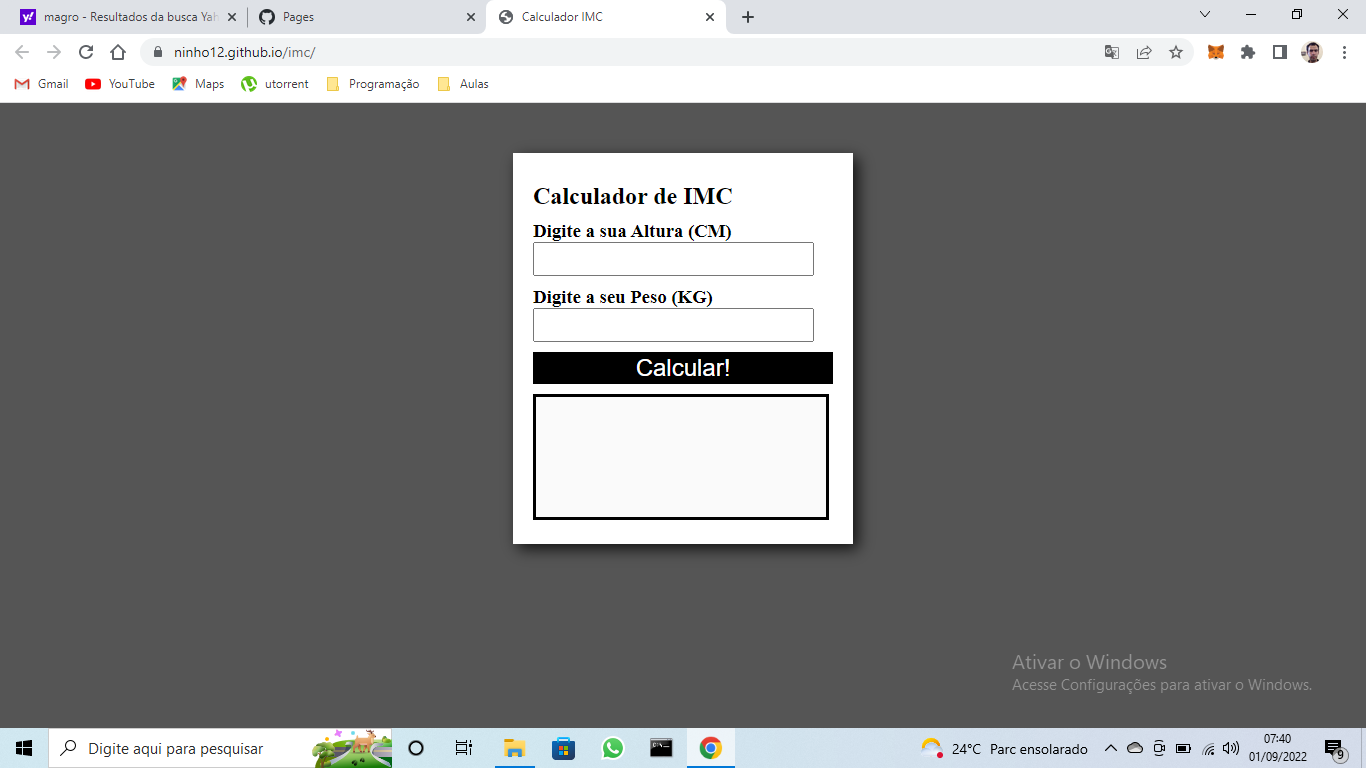 magro - Resultados da busca Yah
Pages
Calculador IMC
ninho12.github.io/imc/
Gmail
YouTube
Maps
utorrent
Programação
Aulas
Calculador de IMC
Digite a sua Altura (CM)
Digite a seu Peso (KG)
Calcular!
Ativar o Windows
Acesse Configurações para ativar o Windows.
Digite aqui para pesquisar
24°C Parc ensolarado
07:40
01/09/2022
9